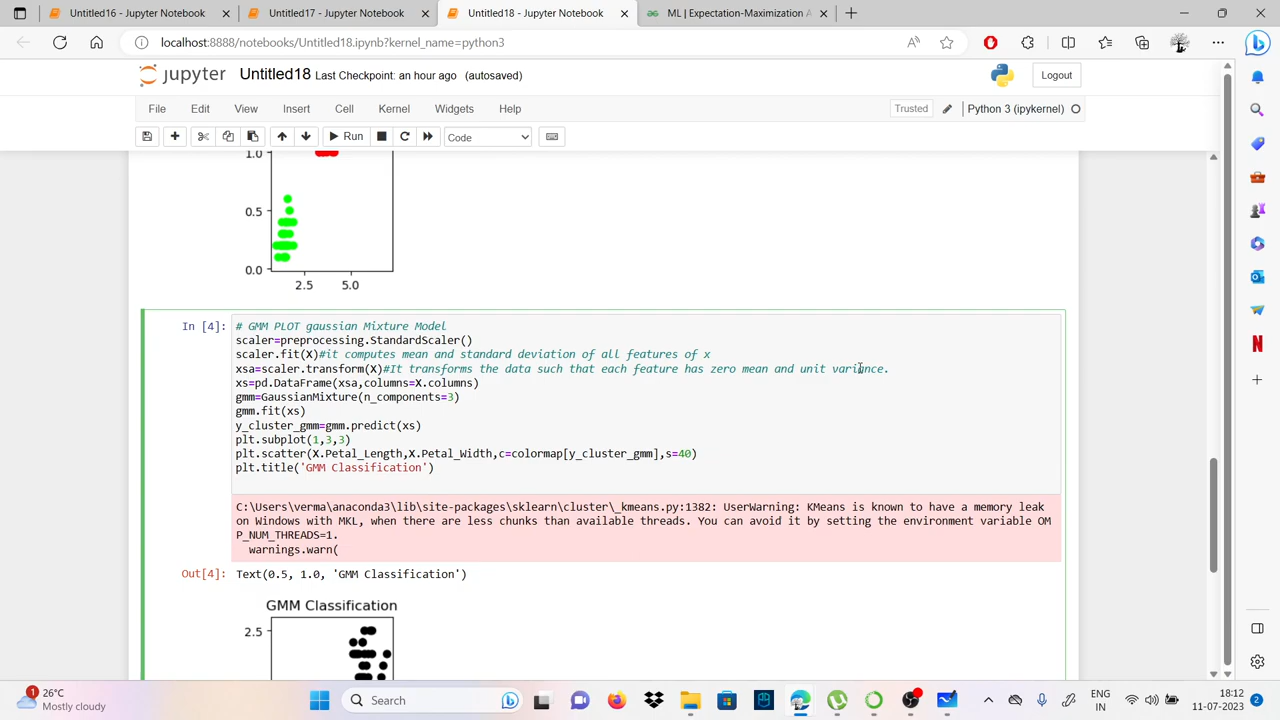 Untitled16 - Jupyter Notebook
Untitled17 - Jupyter Notebook
Untitled18 - Jupyter Notebook
ML | Expectation-Maximization A
localhost:8888/notebooks/Untitled18.ipynb?kernel_name=python3
jupyter Untitled18 Last Checkpoint: an hour ago (autosaved)
Logout
File Edit View Insert Cell Kernel Widgets Help
Trusted
Python 3 (ipykernel)
Run
Code
1.0
0.5
0.0
2.5 5.0
In [4]:
# GMM PLOT gaussian Mixture Model
scaler=preprocessing.StandardScaler()
scaler.fit(X)#it computes mean and standard deviation of all features of x
xsa=scaler.transform(X)#It transforms the data such that each feature has zero mean and unit variance.
xs=pd.DataFrame(xsa,columns=X.columns)
gmm=GaussianMixture(n_components=3)
gmm.fit(xs)
y_cluster_gmm=gmm.predict(xs)
plt.subplot(1,3,3)
plt.scatter(X.Petal_Length,X.Petal_Width,c=colormap[y_cluster_gmm],s=40)
plt.title('GMM Classification')
C:\Users\verma\anaconda3\lib\site-packages\sklearn\cluster\_kmeans.py:1382: UserWarning: KMeans is known to have a memory leak
on Windows with MKL, when there are less chunks than available threads. You can avoid it by setting the environment variable OM
P_NUM_THREADS=1.
warnings.warn(
Out[4]: Text(0.5, 1.0, 'GMM Classification')
GMM Classification
2.5
1
26°C
Mostly cloudy
Search
ENG
IN
18:12
11-07-2023
2